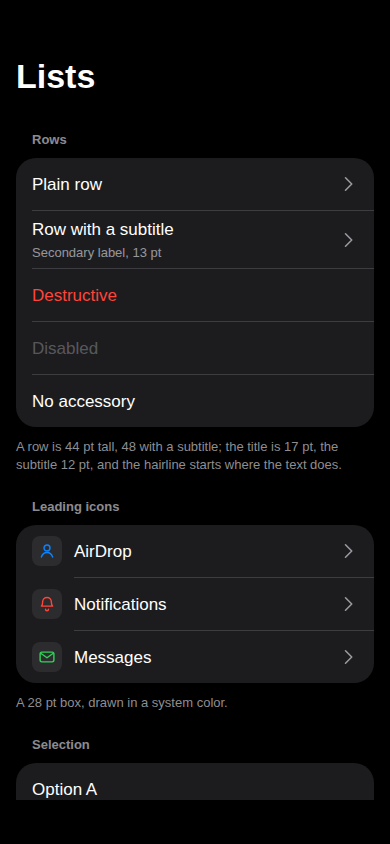 Lists
Rows
Plain row
Row with a subtitle
Secondary label, 13 pt
Destructive
Disabled
No accessory
A row is 44 pt tall, 48 with a subtitle; the title is 17 pt, the
subtitle 12 pt, and the hairline starts where the text does.
Leading icons
AirDrop
Notifications
Messages
A 28 pt box, drawn in a system color.
Selection
Option A